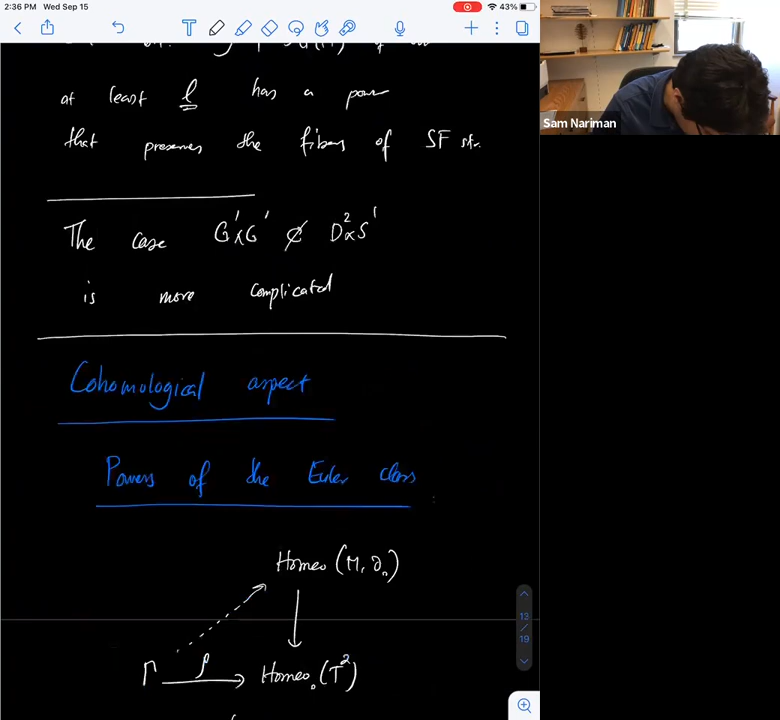 2:36 PM Wed Sep 15
43%
at least l has a power
that preserves the fibers of SF str.
The case G'×G' ⊄ D²×S¹
is more complicated
Cohomological aspect
Powers of the Euler class
Homeo (M, ∂₀)
Γ ρ Homeo₀ (T²)
Sam Nariman
13
/
19